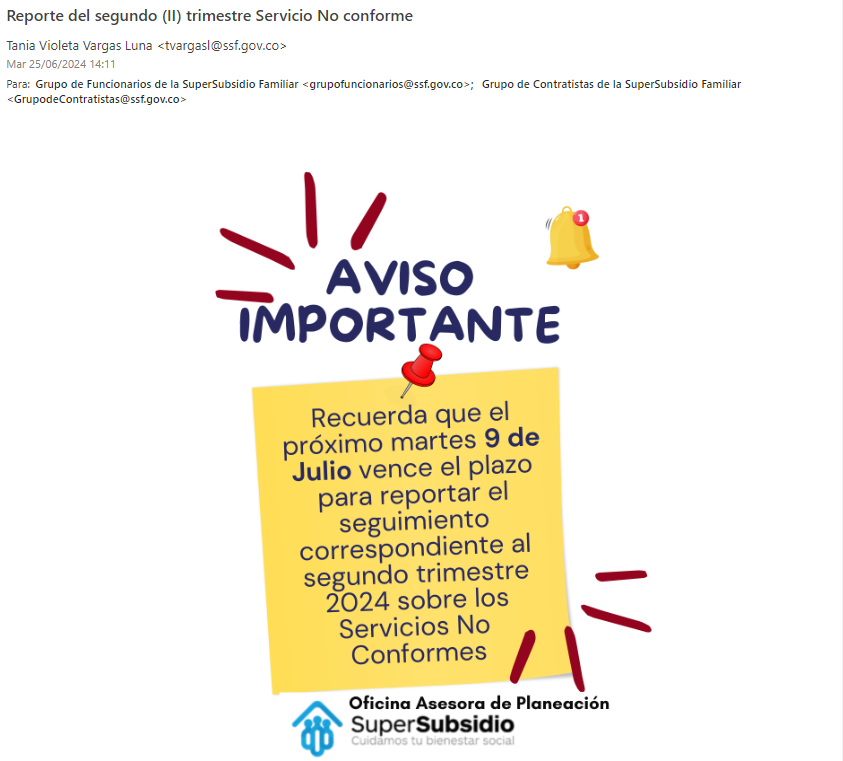 Reporte del segundo (II) trimestre Servicio No conforme
Tania Violeta Vargas Luna <tvargasl@ssf.gov.co>
Mar 25/06/2024 14:11
Para: Grupo de Funcionarios de la SuperSubsidio Familiar <grupofuncionarios@ssf.gov.co>; Grupo de Contratistas de la SuperSubsidio Familiar
<GrupodeContratistas@ssf.gov.co>
1
AVISO
IMPORTANTE
Recuerda que el
próximo martes 9 de
Julio vence el plazo
para reportar el
seguimiento
correspondiente al
segundo trimestre
2024 sobre los
Servicios No
Conformes
Oficina Asesora de Planeación
SuperSubsidio
Cuidamos tu bienestar social